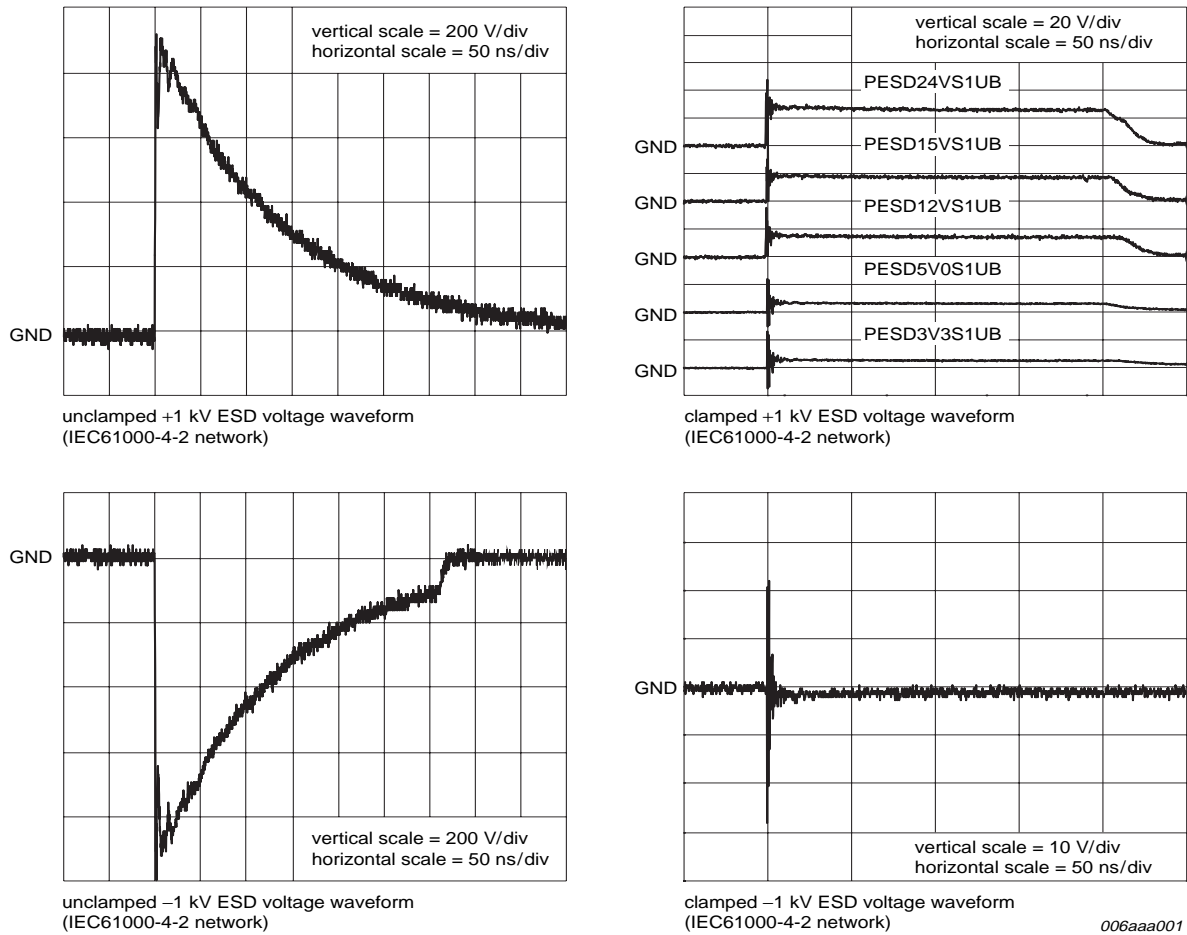 vertical scale = 200 V/div
horizontal scale = 50 ns/div
GND
unclamped +1 kV ESD voltage waveform
(IEC61000-4-2 network)
vertical scale = 20 V/div
horizontal scale = 50 ns/div
PESD24VS1UB
GND
PESD15VS1UB
GND
PESD12VS1UB
GND
PESD5V0S1UB
GND
PESD3V3S1UB
GND
clamped +1 kV ESD voltage waveform
(IEC61000-4-2 network)
GND
vertical scale = 200 V/div
horizontal scale = 50 ns/div
unclamped −1 kV ESD voltage waveform
(IEC61000-4-2 network)
GND
vertical scale = 10 V/div
horizontal scale = 50 ns/div
clamped −1 kV ESD voltage waveform
(IEC61000-4-2 network)
006aaa001